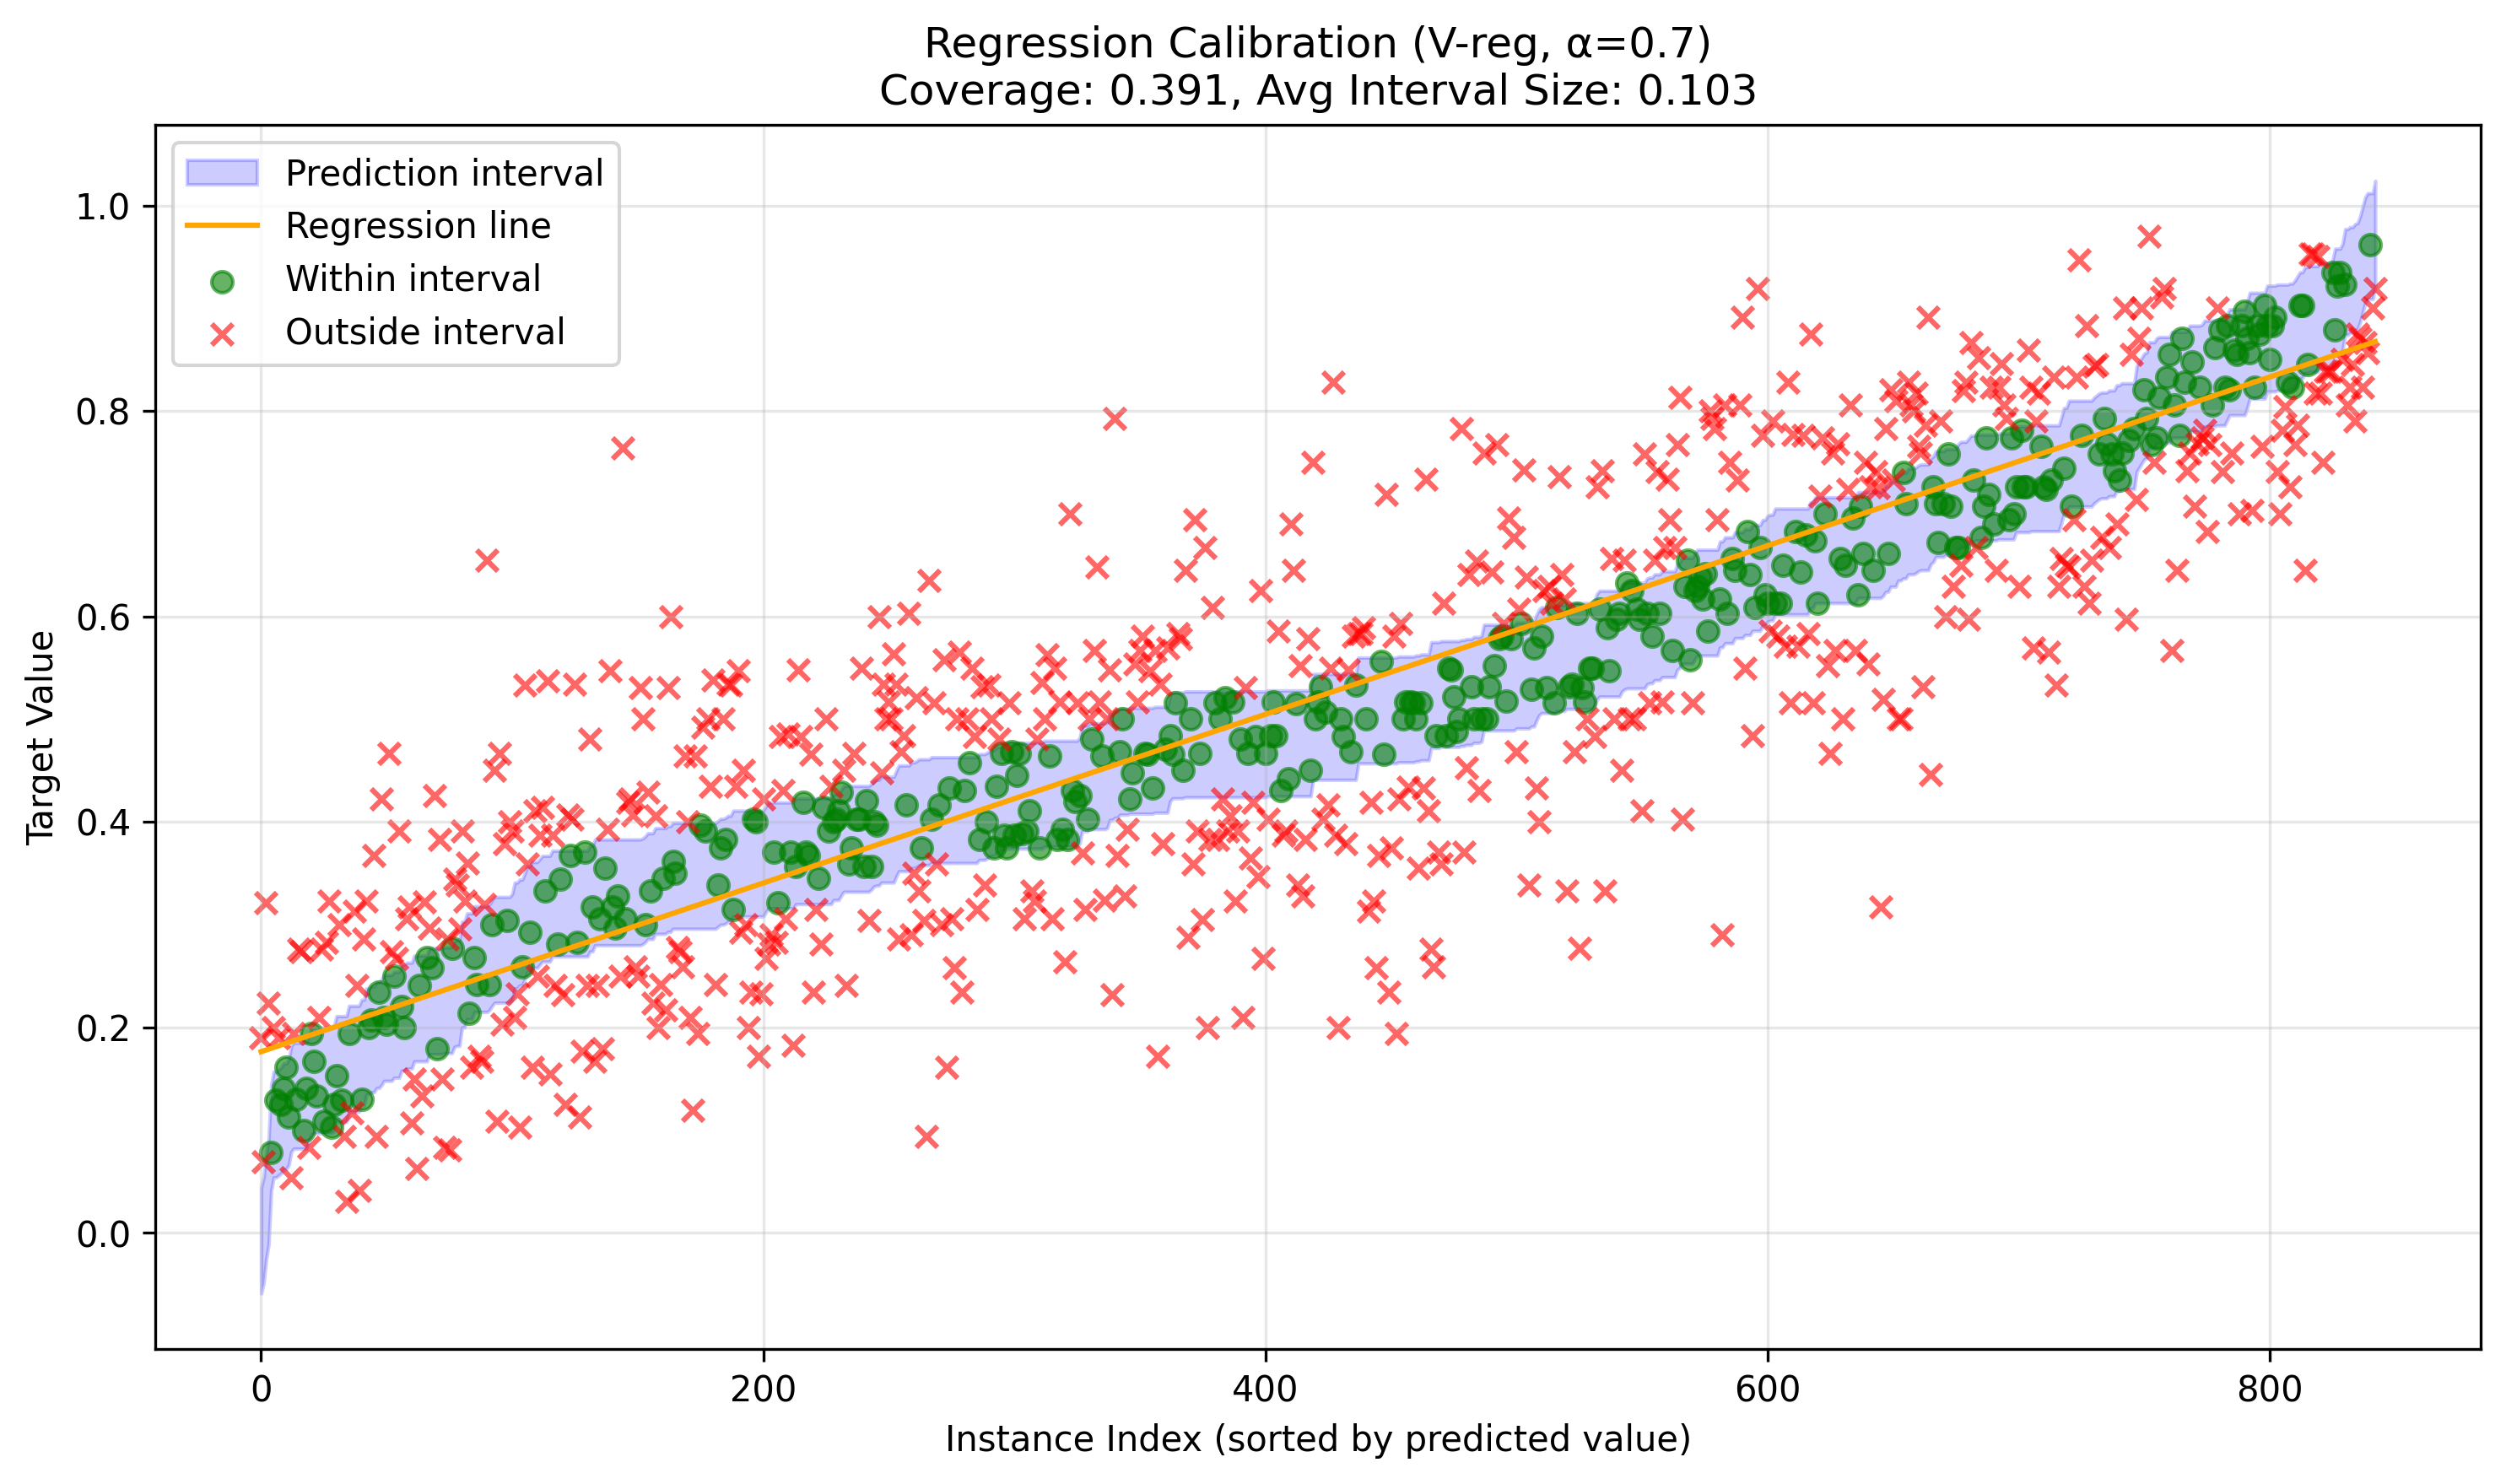 Regression Calibration (V-reg, α=0.7)
Coverage: 0.391, Avg Interval Size: 0.103
Prediction interval
Regression line
Within interval
Outside interval
1.0
0.8
0.6
0.4
0.2
0.0
Target Value
0 200 400 600 800
Instance Index (sorted by predicted value)